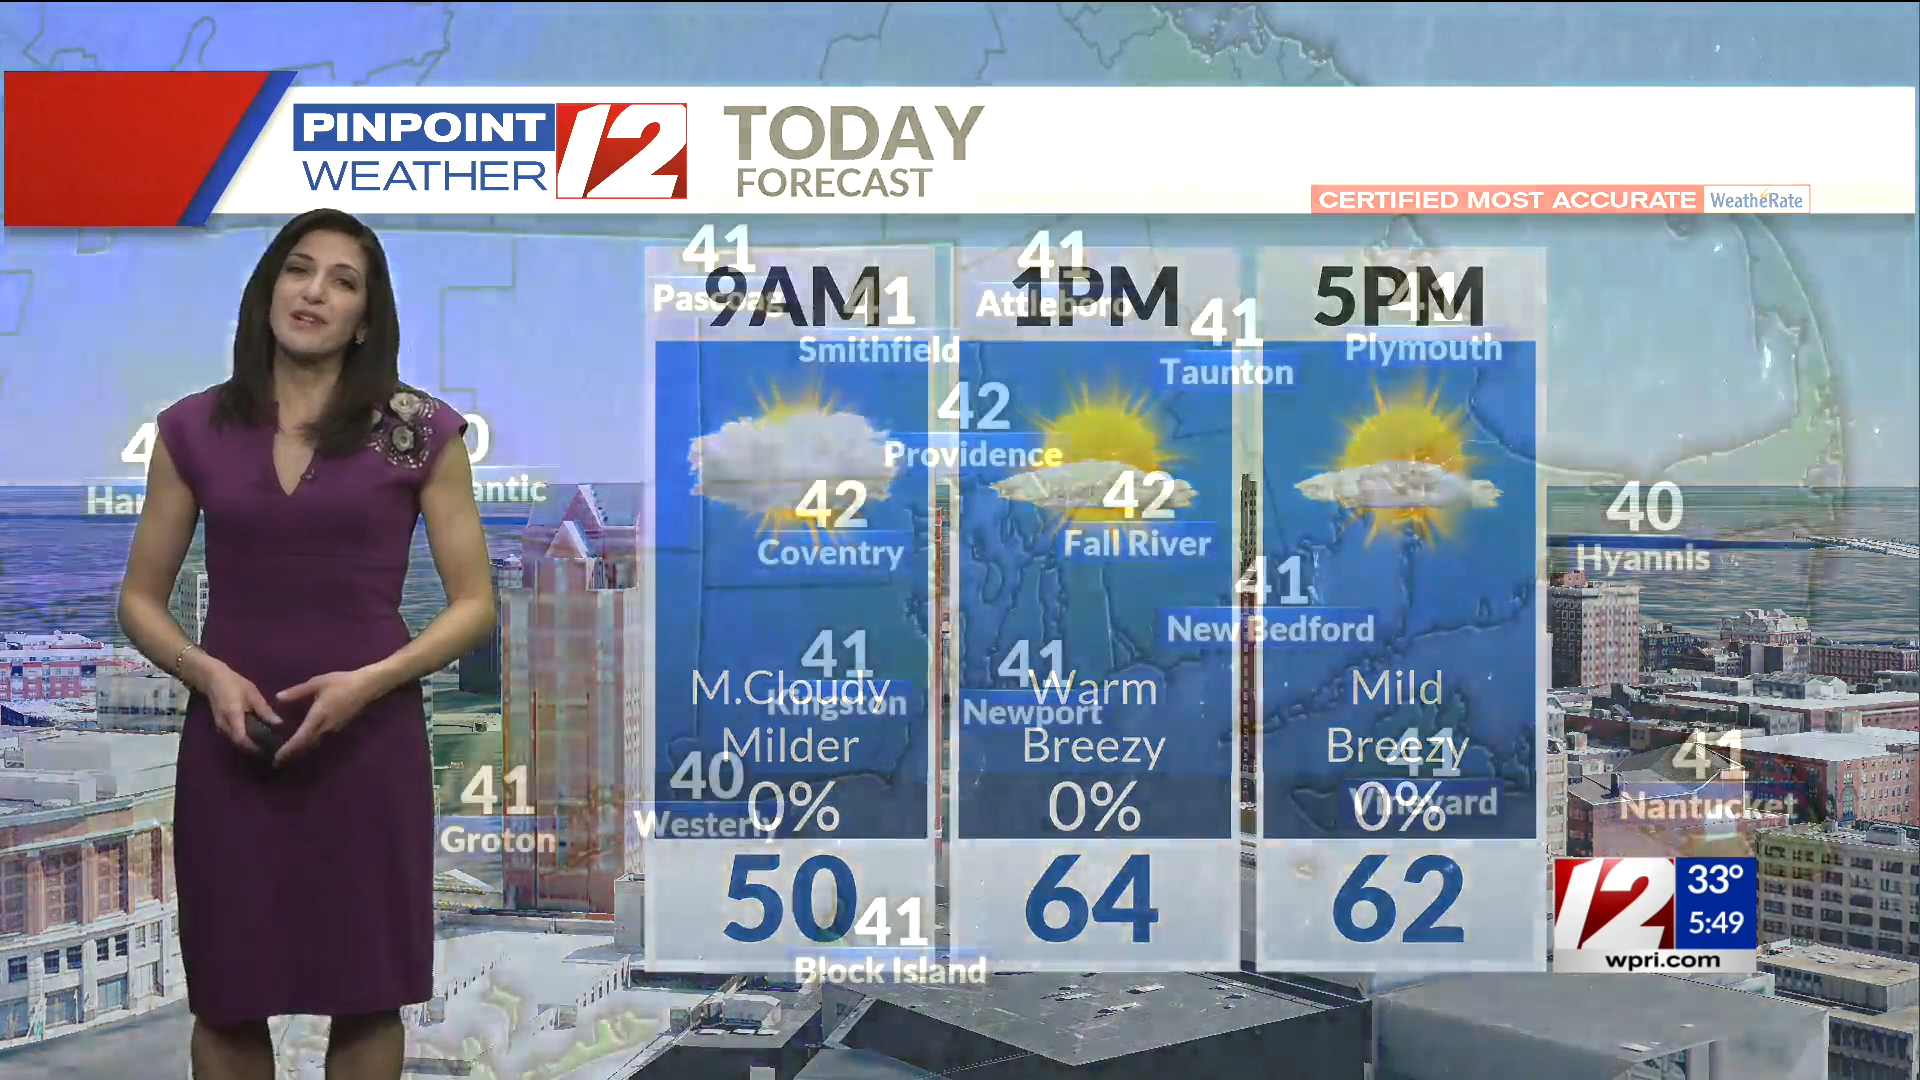 PINPOINT
WEATHER
12
TODAY
FORECAST
CERTIFIED MOST ACCURATE
WeatheRate
41
Pascoag
9AM
41
Smithfield
41
Attleboro
1PM
41
Taunton
5PM
41
Plymouth
42
Providence
42
Coventry
42
Fall River
40
Hyannis
41
New Bedford
41
Kingston
41
Newport
M.Cloudy
Milder
0%
50
Warm
Breezy
0%
64
Mild
Breezy
0%
62
40
Westerly
41
Groton
41
Block Island
41
Vineyard
41
Nantucket
12
33°
5:49
wpri.com